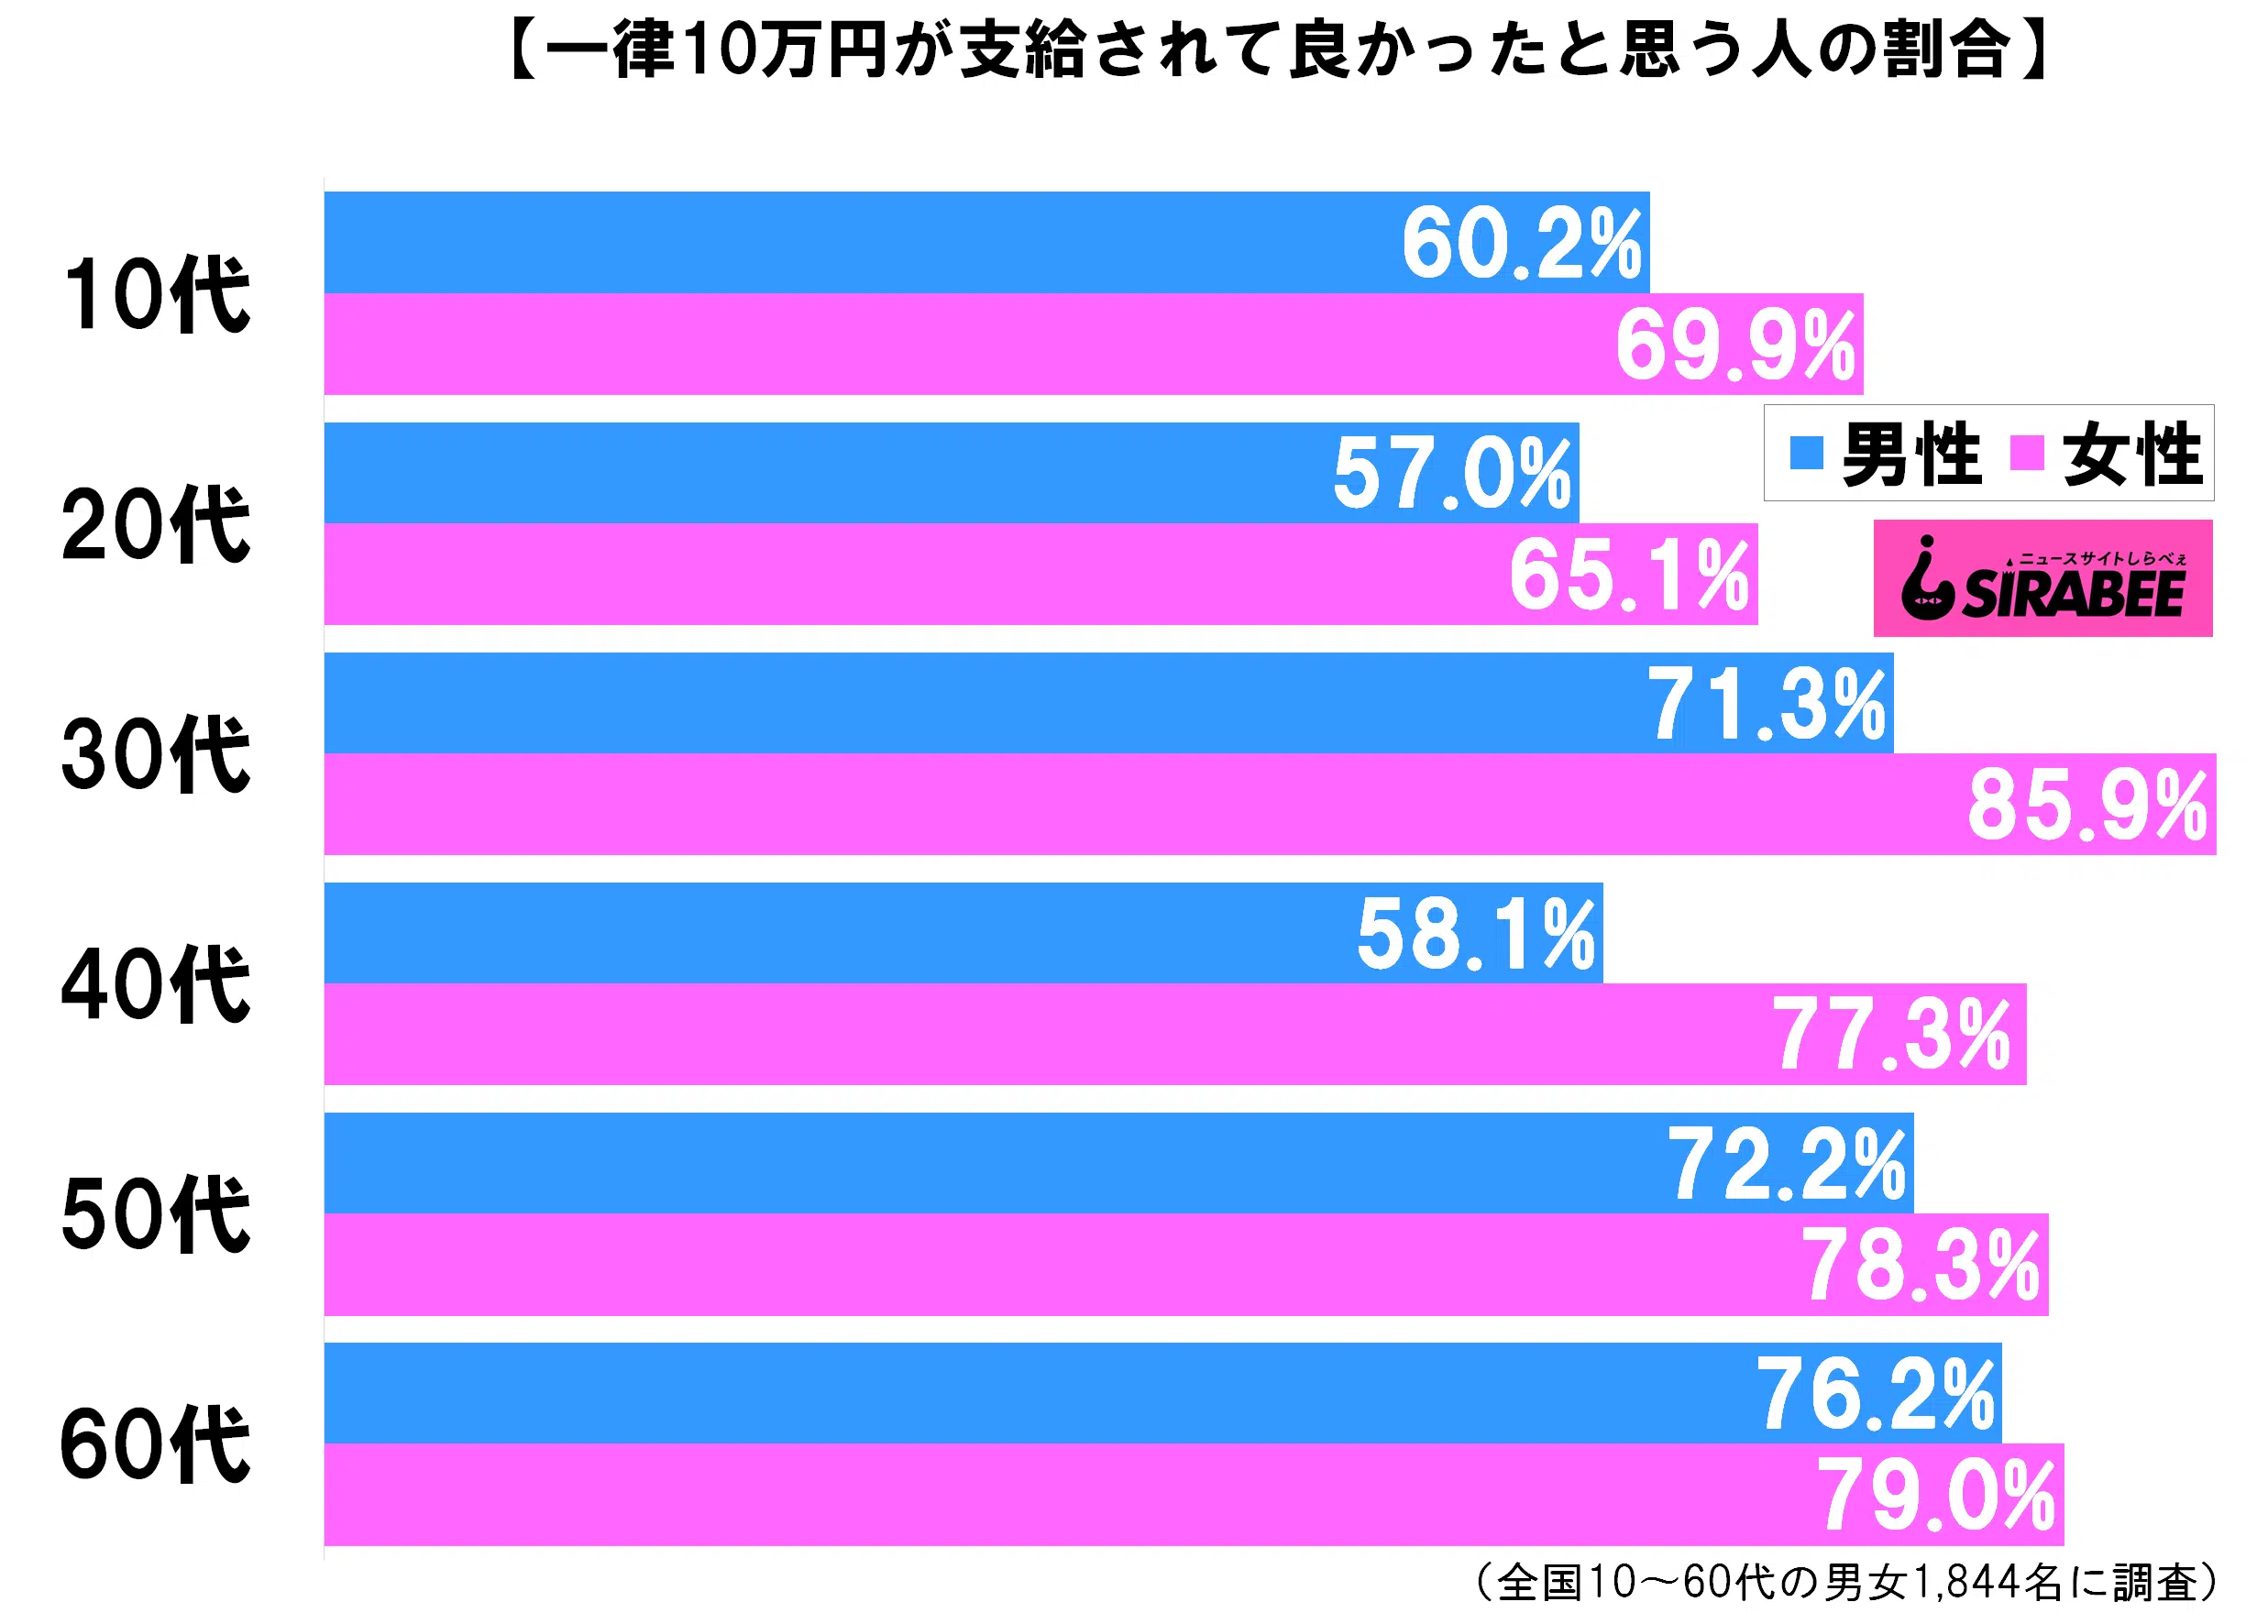 【一律10万円が支給されて良かったと思う人の割合】
10代
60.2%
69.9%
男性 女性
20代
57.0%
65.1%
ニュースサイトしらべぇ
SIRABEE
30代
71.3%
85.9%
40代
58.1%
77.3%
50代
72.2%
78.3%
60代
76.2%
79.0%
(全国10〜60代の男女1,844名に調査)